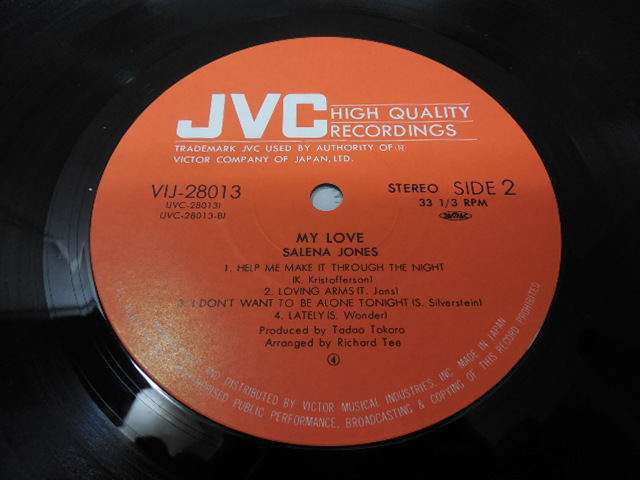 JVC HIGH QUALITY RECORDINGS
TRADEMARK JVC USED BY AUTHORITY OF (H)
VICTOR COMPANY OF JAPAN, LTD.
VIJ-28013
(JVC-28013)
(JVC-28013-B)
STEREO SIDE 2
33 1/3 RPM
MY LOVE
SALENA JONES
1. HELP ME MAKE IT THROUGH THE NIGHT
(K. Kristofferson)
2. LOVING ARMS (T. Jans)
3. I DON'T WANT TO BE ALONE TONIGHT (S. Silverstein)
4. LATELY (S. Wonder)
Produced by Tadao Tokoro
Arranged by Richard Tee
④
AND DISTRIBUTED BY VICTOR MUSICAL INDUSTRIES, INC. MADE IN JAPAN
PUBLIC PERFORMANCE, BROADCASTING & COPYING OF THIS RECORD PROHIBITED